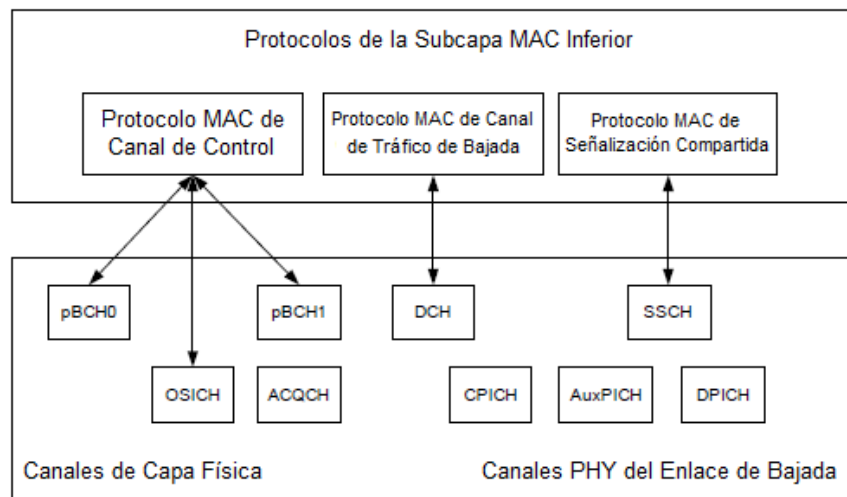 Protocolos de la Subcapa MAC Inferior
Protocolo MAC de
Canal de Control
Protocolo MAC de Canal
de Tráfico de Bajada
Protocolo MAC de
Señalización Compartida
pBCH0
pBCH1
DCH
SSCH
OSICH
ACQCH
CPICH
AuxPICH
DPICH
Canales de Capa Física
Canales PHY del Enlace de Bajada